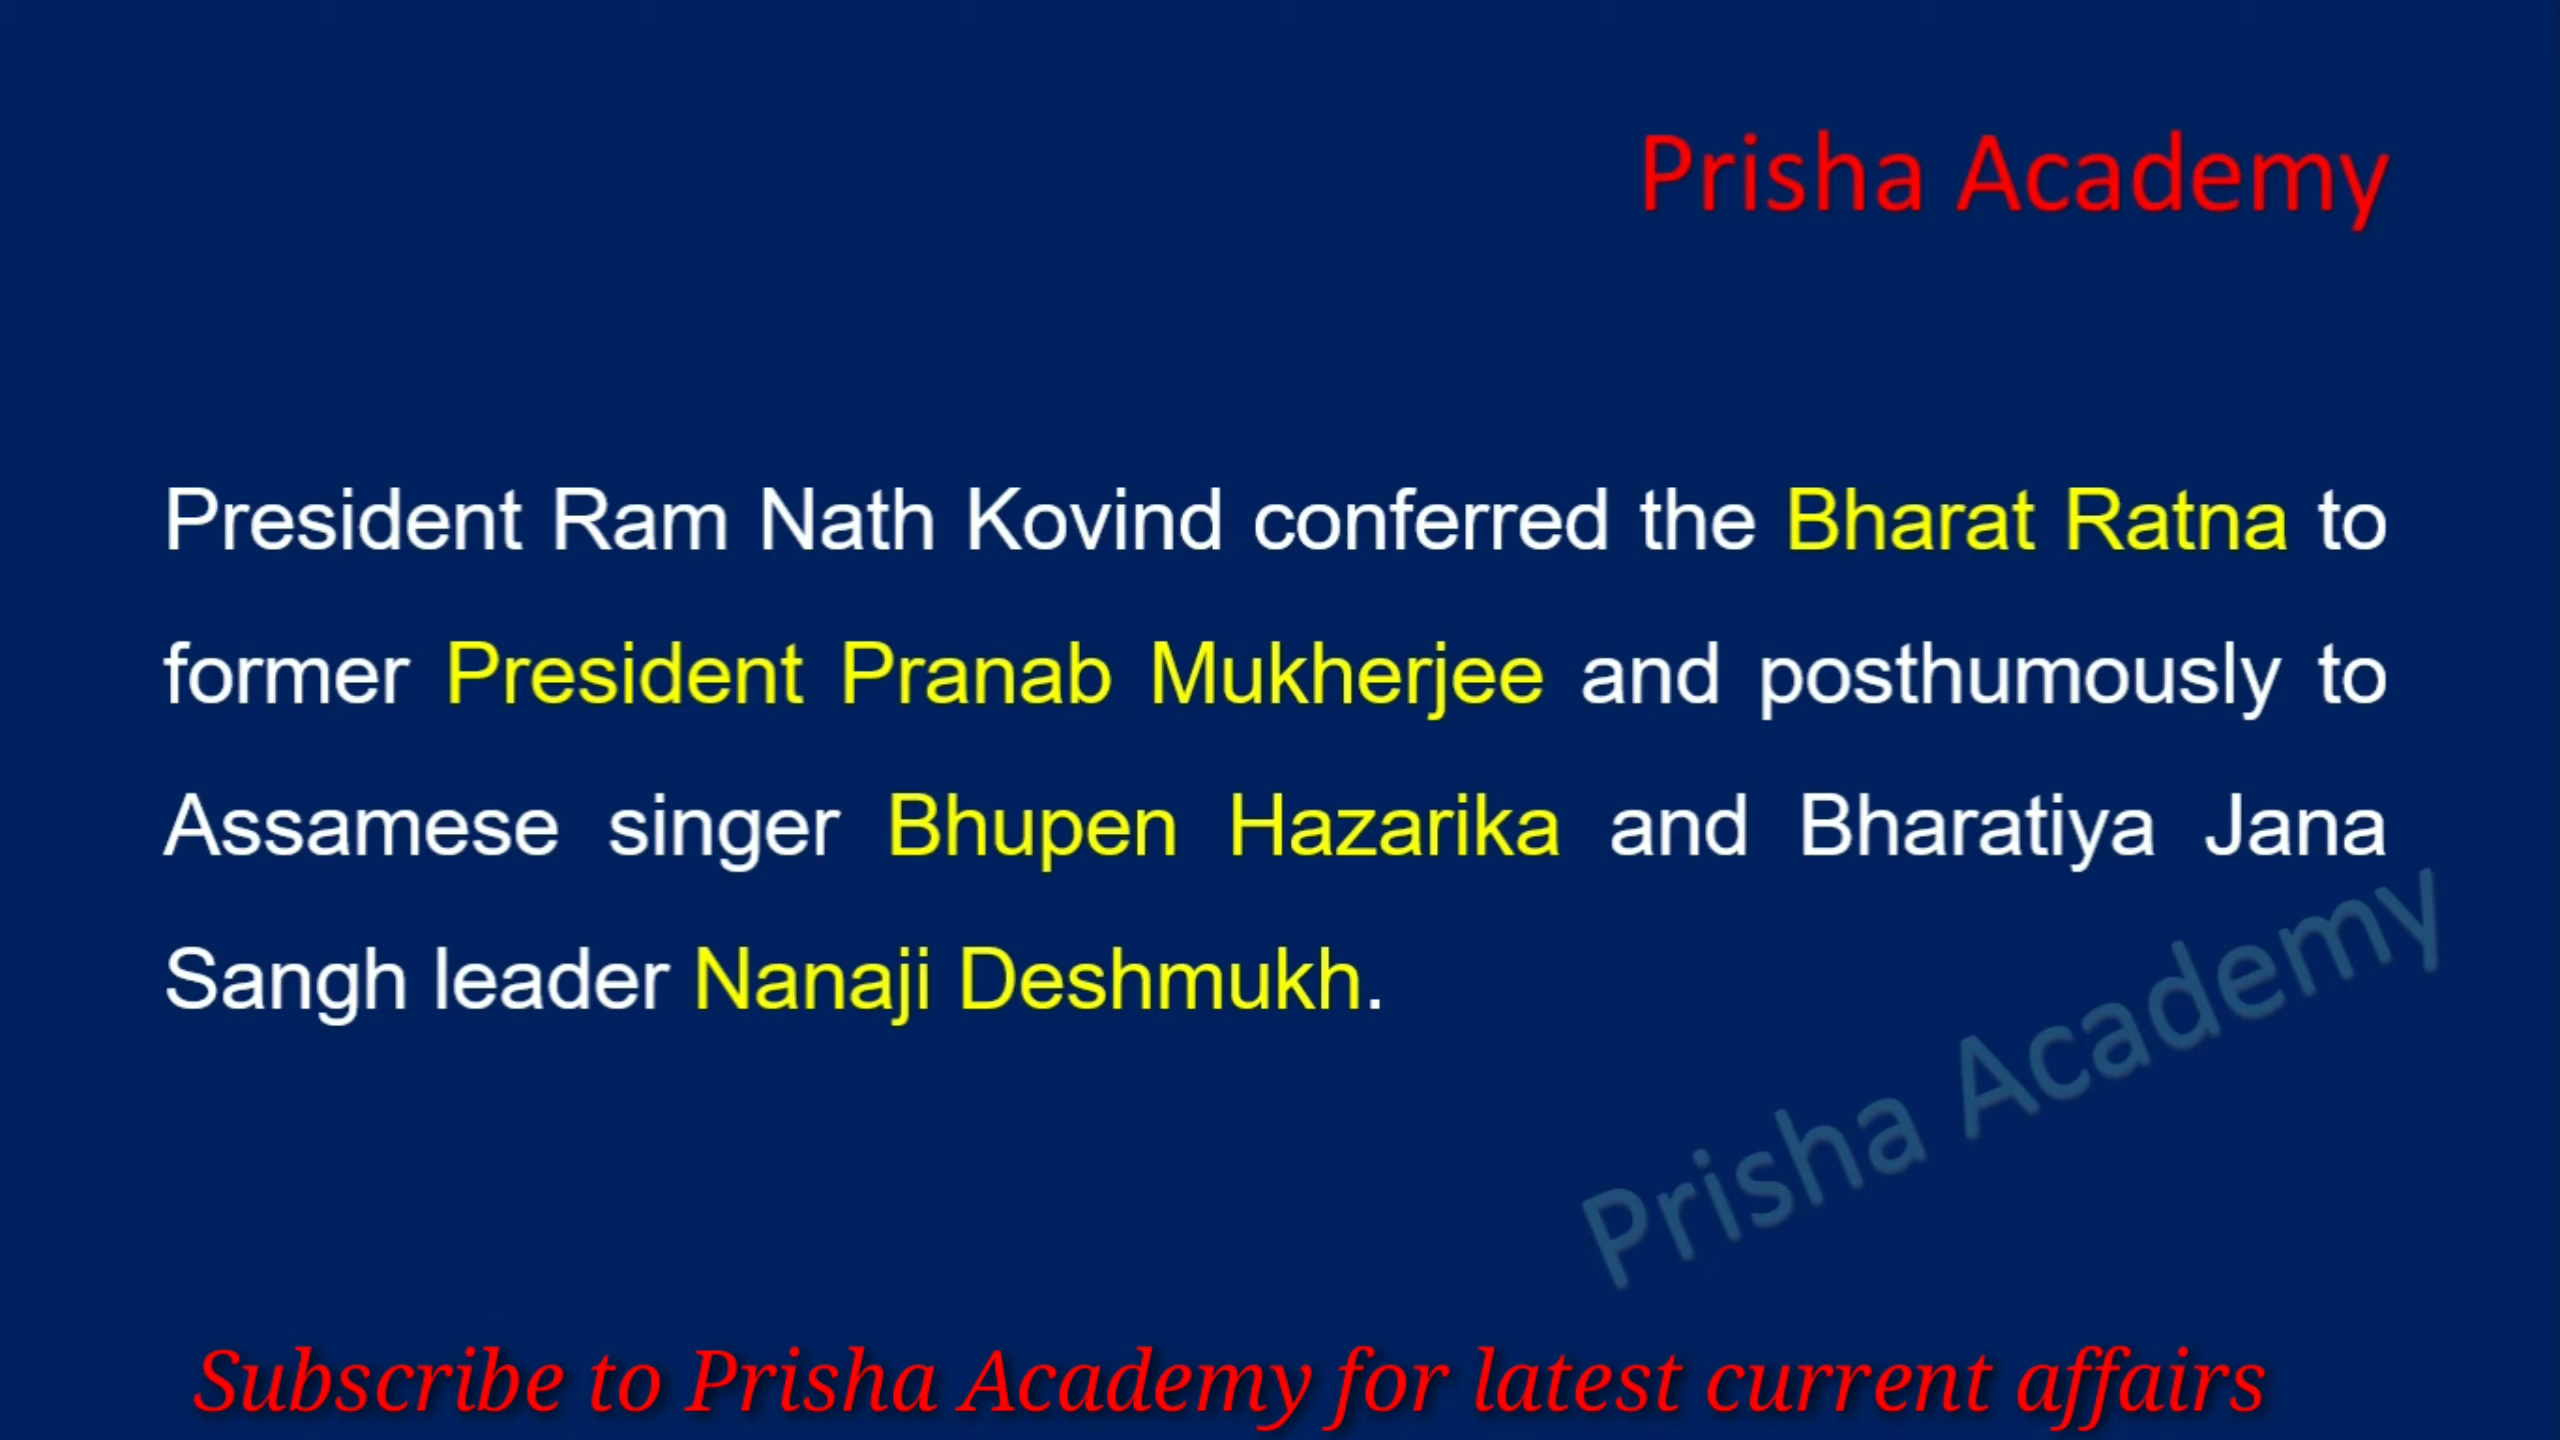 Prisha Academy
President Ram Nath Kovind conferred the Bharat Ratna to
former President Pranab Mukherjee and posthumously to
Assamese singer Bhupen Hazarika and Bharatiya Jana
Sangh leader Nanaji Deshmukh.
Prisha Academy
Subscribe to Prisha Academy for latest current affairs